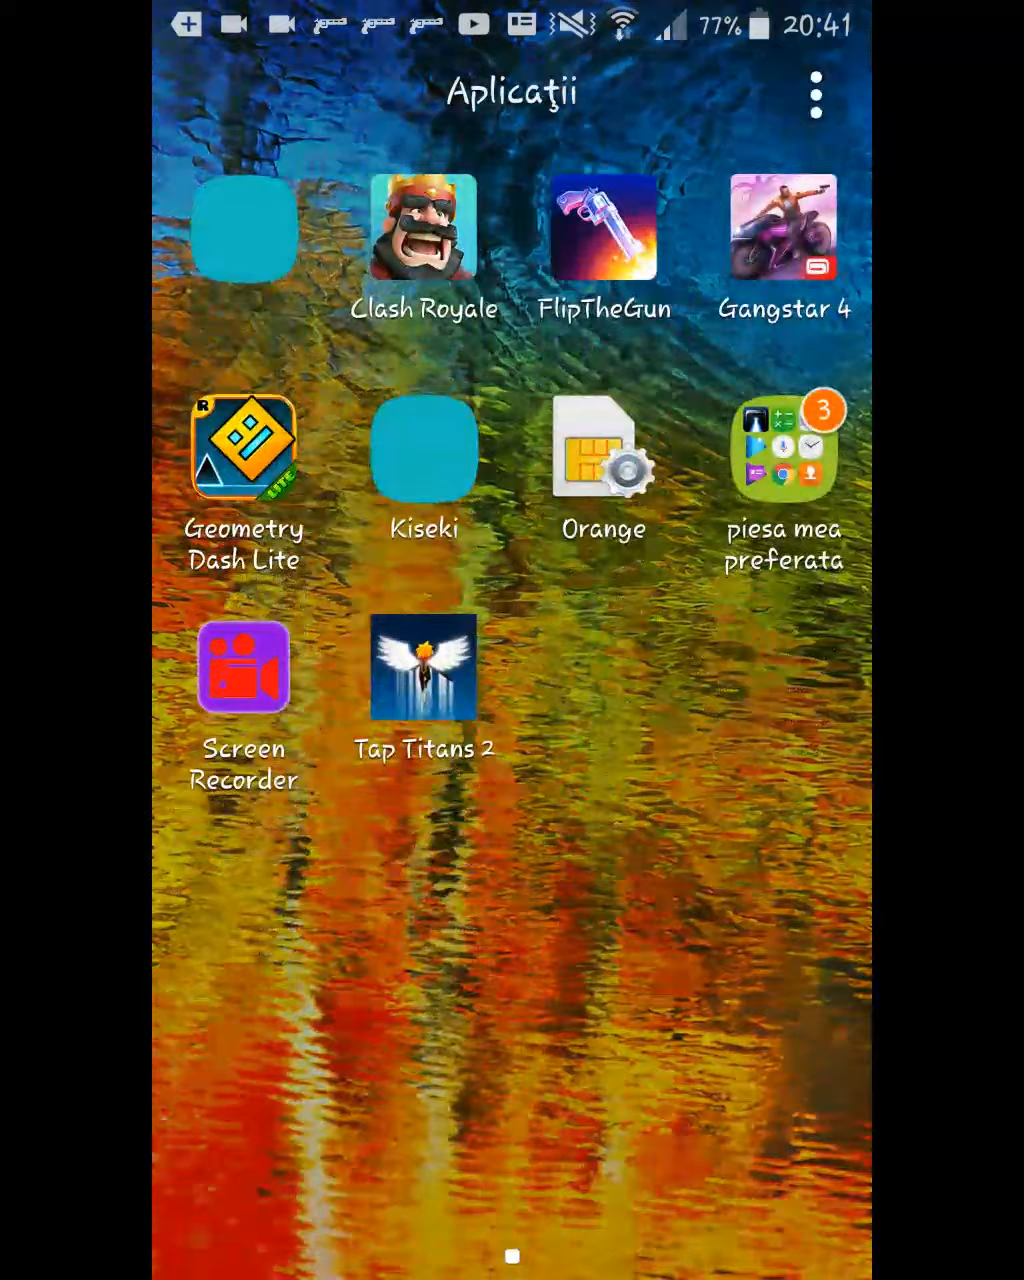 77% 20:41
Aplicaţii
Clash Royale
FlipTheGun
Gangstar 4
R
LITE
3
Geometry
Dash Lite
Kiseki
Orange
piesa mea
preferata
Screen
Recorder
Tap Titans 2